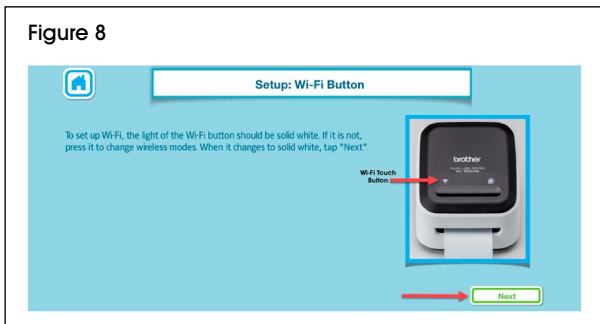 Figure 8
Setup: Wi-Fi Button
To set up Wi-Fi, the light of the Wi-Fi button should be solid white. If it is not,
press it to change wireless modes. When it changes to solid white, tap "Next".
Wi-Fi Touch
Button
brother
VC-500W
Next